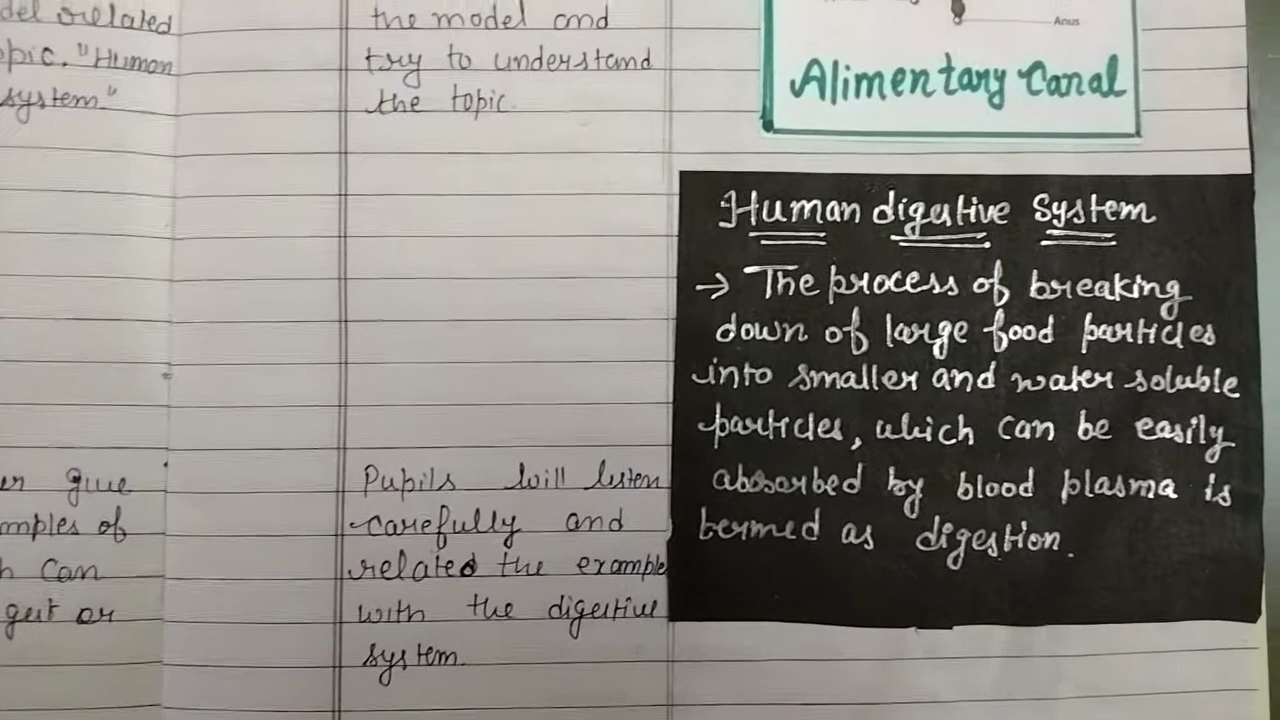 del related
"Human
system"
the model and
try to understand
the topic.
Anus
Alimentary Canal
Human digestive System
→ The process of breaking
down of large food particles
into smaller and water soluble
particles, which can be easily
abosorbed by blood plasma is
termed as digestion.
give
mples of
can
or
Pupils will listen
carefully and
related the example
with the digestive
system.